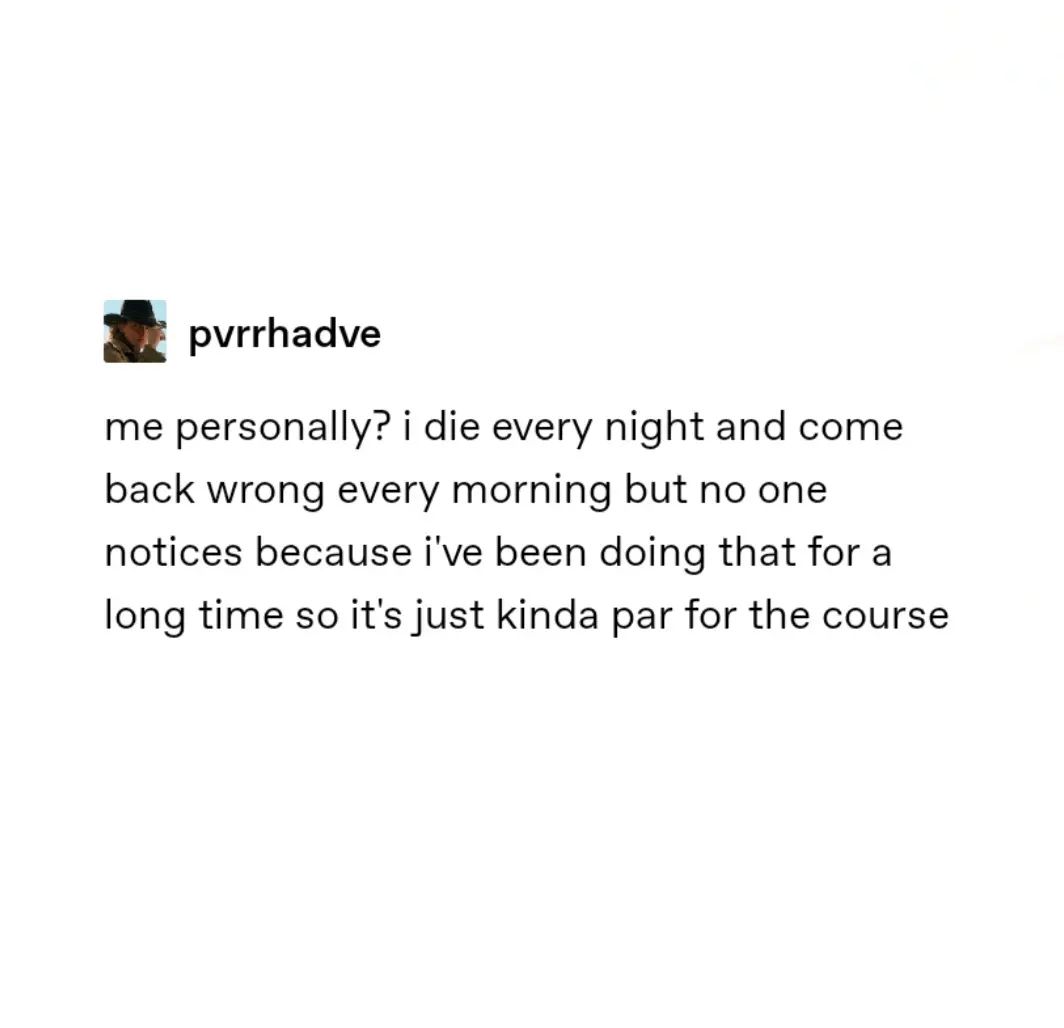 pvrrhadve
me personally? i die every night and come
back wrong every morning but no one
notices because i've been doing that for a
long time so it's just kinda par for the course